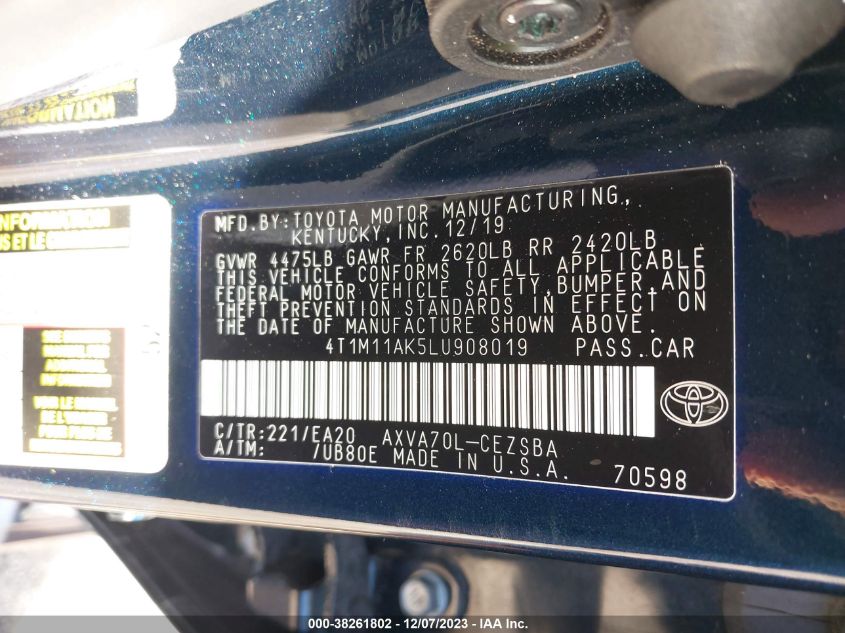 NFORMATION
MFD.BY:TOYOTA MOTOR MANUFACTURING.,
KENTUCKY, INC. 12/19
GVWR 4475LB GAWR FR 2620LB RR 2420LB
THIS VEHICLE CONFORMS TO ALL APPLICABLE
FEDERAL MOTOR VEHICLE SAFETY,BUMPER,AND
THEFT PREVENTION STANDARDS IN EFFECT ON
THE DATE OF MANUFACTURE SHOWN ABOVE.
4T1M11AK5LU908019 PASS.CAR
C/TR:221/EA20 AXVA70L-CEZSBA
A/TM: /UB80E MADE IN U.S.A. 70598
000-38261802 - 12/07/2023 - IAA Inc.